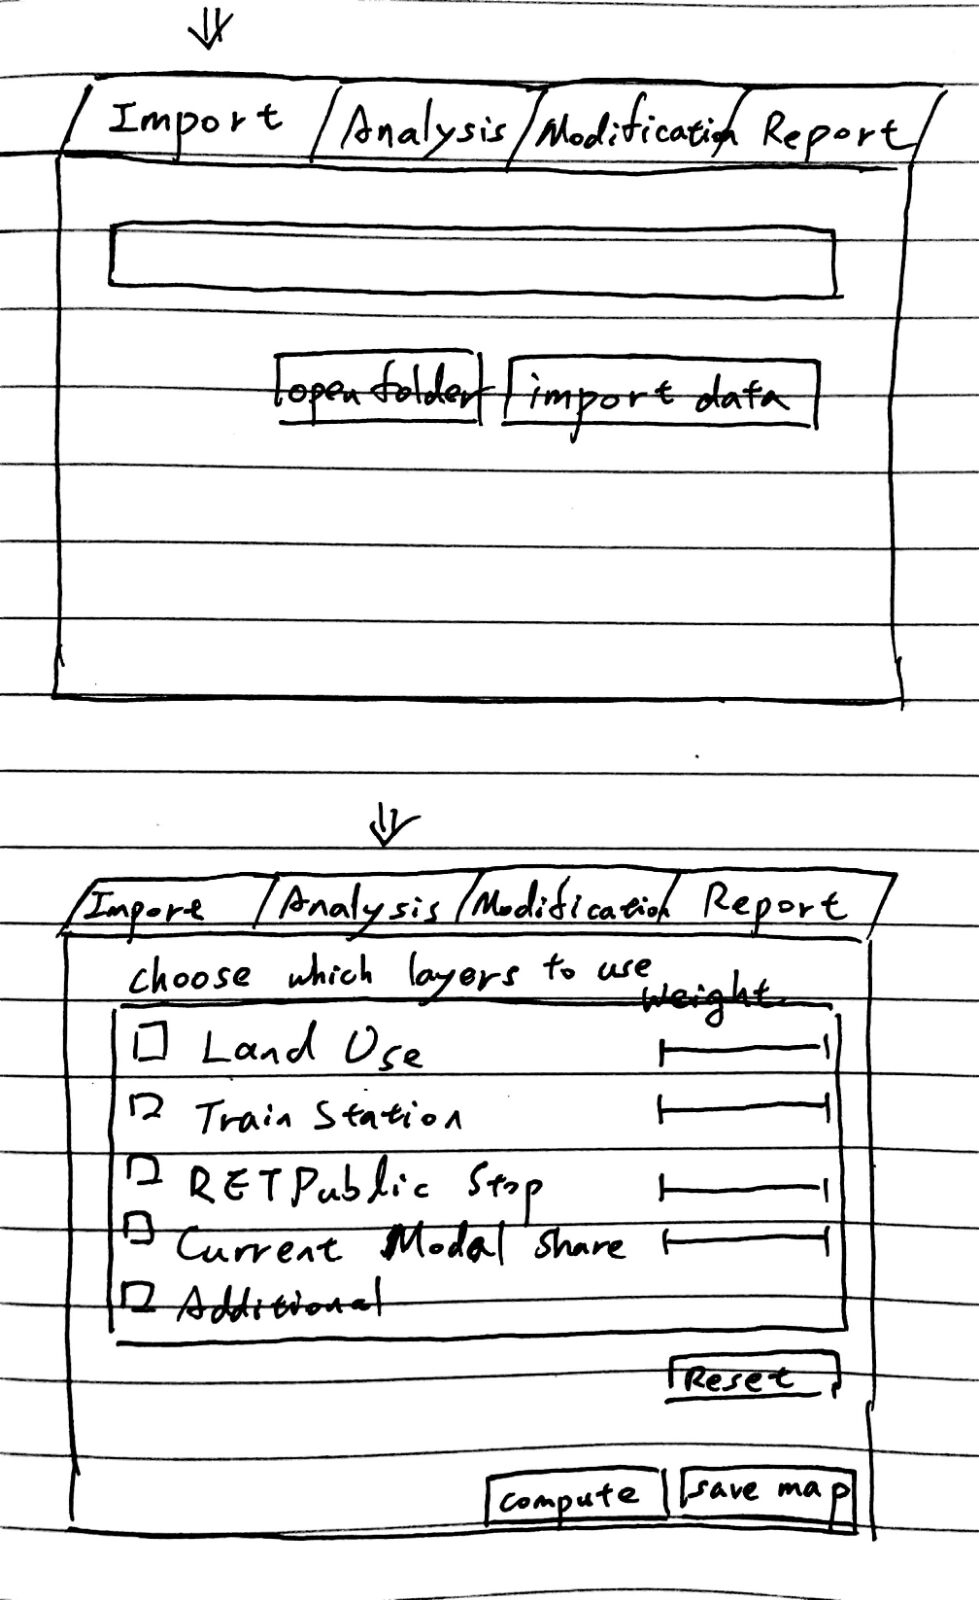 Import Analysis Modification Report
open folder import data
Impore Analysis Modification Report
choose which layers to use
weight
Land Use
Train Station
RET Public Stop
Current Modal share
Additional
Reset
compute save map